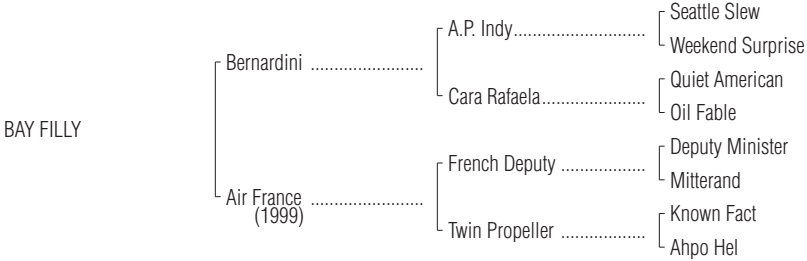 Seattle Slew
A.P. Indy............................
Weekend Surprise
Bernardini ........................
Quiet American
Cara Rafaela......................
Oil Fable
BAY FILLY
Deputy Minister
French Deputy ..................
Mitterand
Air France ........................
(1999)
Known Fact
Twin Propeller ..................
Ahpo Hel